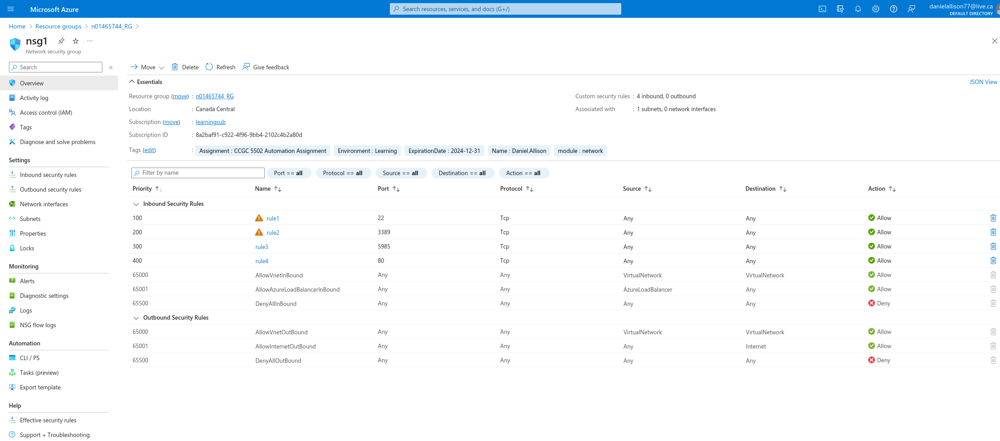 Microsoft Azure
Search resources, services, and docs (G+/)
danielallison77@live.ca
DEFAULT DIRECTORY
Home > Resource groups > n01465744_RG >
nsg1
Network security group
Search
Overview
Activity log
Access control (IAM)
Tags
Diagnose and solve problems
Settings
Inbound security rules
Outbound security rules
Network interfaces
Subnets
Properties
Locks
Monitoring
Alerts
Diagnostic settings
Logs
NSG flow logs
Automation
CLI / PS
Tasks (preview)
Export template
Help
Effective security rules
Support + Troubleshooting
Move Delete Refresh Give feedback
Essentials JSON View
Resource group (move) : n01465744_RG
Location : Canada Central
Subscription (move) : learningsub
Subscription ID : 8a2baf91-c922-4f96-9bb4-2102c4b2a80d
Custom security rules : 4 inbound, 0 outbound
Associated with : 1 subnets, 0 network interfaces
Tags (edit) : Assignment : CCGC 5502 Automation Assignment Environment : Learning ExpirationDate : 2024-12-31 Name : Daniel.Allison module : network
Filter by name Port == all Protocol == all Source == all Destination == all Action == all
Priority Name Port Protocol Source Destination Action
Inbound Security Rules
100 rule1 22 Tcp Any Any Allow
200 rule2 3389 Tcp Any Any Allow
300 rule3 5985 Tcp Any Any Allow
400 rule4 80 Tcp Any Any Allow
65000 AllowVnetInBound Any Any VirtualNetwork VirtualNetwork Allow
65001 AllowAzureLoadBalancerInBound Any Any AzureLoadBalancer Any Allow
65500 DenyAllInBound Any Any Any Any Deny
Outbound Security Rules
65000 AllowVnetOutBound Any Any VirtualNetwork VirtualNetwork Allow
65001 AllowInternetOutBound Any Any Any Internet Allow
65500 DenyAllOutBound Any Any Any Any Deny